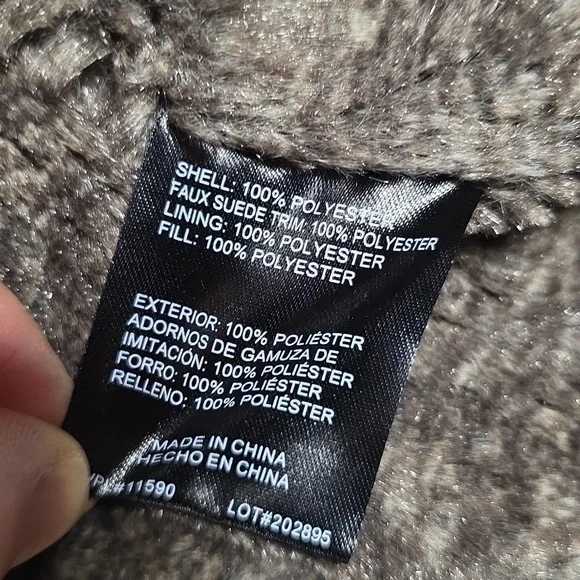 SHELL: 100% POLYESTER
FAUX SUEDE TRIM: 100% POLYESTER
LINING: 100% POLYESTER
FILL: 100% POLYESTER
EXTERIOR: 100% POLIÉSTER
ADORNOS DE GAMUZA DE
IMITACIÓN: 100% POLIÉSTER
FORRO: 100% POLIÉSTER
RELLENO: 100% POLIÉSTER
MADE IN CHINA
HECHO EN CHINA
#11590
LOT#202895